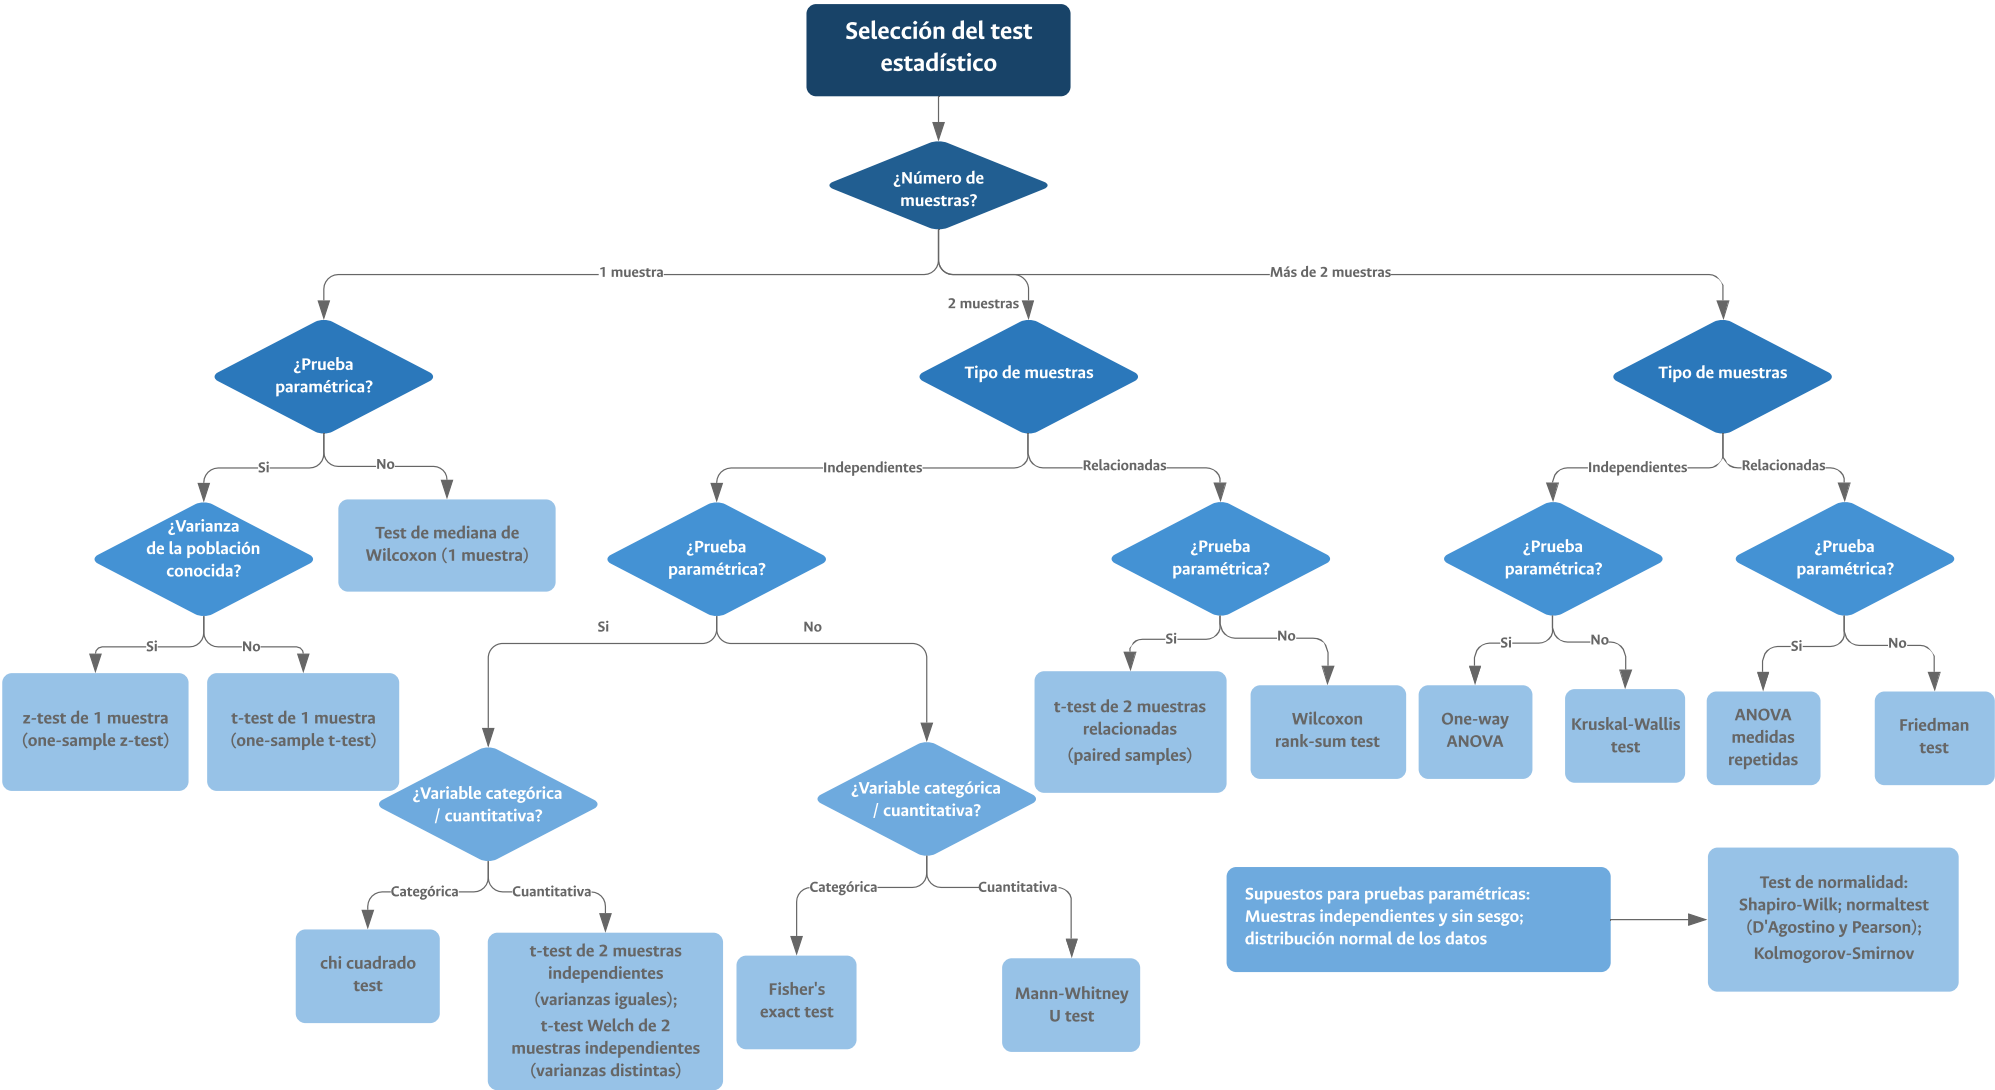 Selección del test
estadístico
¿Número de
muestras?
1 muestra
2 muestras
Más de 2 muestras
¿Prueba
paramétrica?
Tipo de muestras
Tipo de muestras
Si
No
Independientes
Relacionadas
Independientes
Relacionadas
¿Varianza
de la población
conocida?
Test de mediana de
Wilcoxon (1 muestra)
¿Prueba
paramétrica?
¿Prueba
paramétrica?
¿Prueba
paramétrica?
¿Prueba
paramétrica?
Si
No
Si
No
Si
No
Si
No
Si
No
z-test de 1 muestra
(one-sample z-test)
t-test de 1 muestra
(one-sample t-test)
t-test de 2 muestras
relacionadas
(paired samples)
Wilcoxon
rank-sum test
One-way
ANOVA
Kruskal-Wallis
test
ANOVA
medidas
repetidas
Friedman
test
¿Variable categórica
/ cuantitativa?
¿Variable categórica
/ cuantitativa?
Categórica
Cuantitativa
Categórica
Cuantitativa
chi cuadrado
test
t-test de 2 muestras
independientes
(varianzas iguales);
t-test Welch de 2
muestras independientes
(varianzas distintas)
Fisher's
exact test
Mann-Whitney
U test
Supuestos para pruebas paramétricas:
Muestras independientes y sin sesgo;
distribución normal de los datos
Test de normalidad:
Shapiro-Wilk; normaltest
(D'Agostino y Pearson);
Kolmogorov-Smirnov